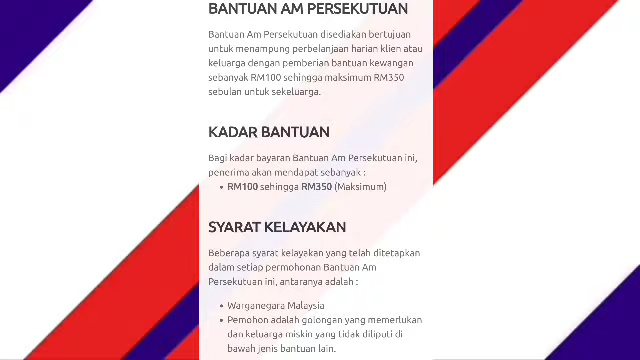 BANTUAN AM PERSEKUTUAN
Bantuan Am Persekutuan disediakan bertujuan
untuk menampung perbelanjaan harian klien atau
keluarga dengan pemberian bantuan kewangan
sebanyak RM100 sehingga maksimum RM350
sebulan untuk sekeluarga.
KADAR BANTUAN
Bagi kadar bayaran Bantuan Am Persekutuan ini,
penerima akan mendapat sebanyak :
• RM100 sehingga RM350 (Maksimum)
SYARAT KELAYAKAN
Beberapa syarat kelayakan yang telah ditetapkan
dalam setiap permohonan Bantuan Am
Persekutuan ini, antaranya adalah :
• Warganegara Malaysia
• Pemohon adalah golongan yang memerlukan
dan keluarga miskin yang tidak diliputi di
bawah jenis bantuan lain.